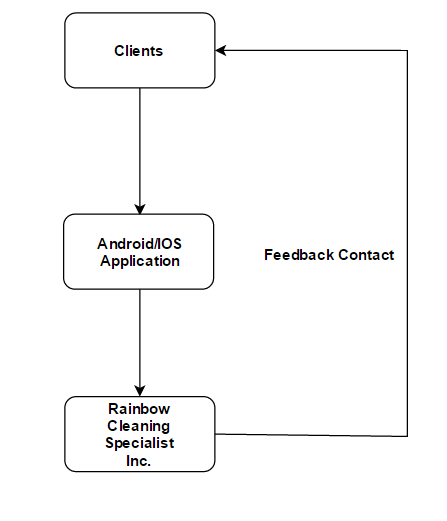 Clients
Android/IOS
Application
Feedback Contact
Rainbow
Cleaning
Specialist
Inc.